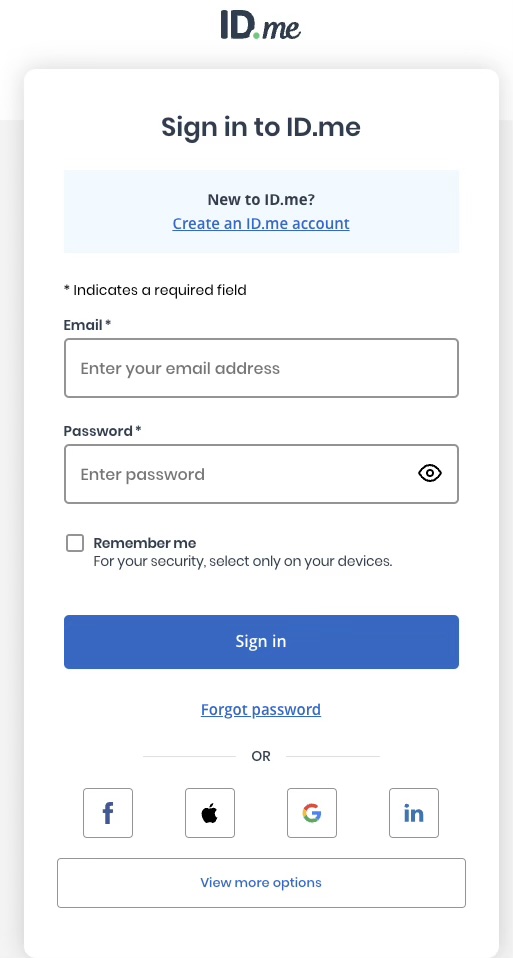 ID.me
Sign in to ID.me
New to ID.me?
Create an ID.me account
* Indicates a required field
Email *
Enter your email address
Password *
Enter password
Remember me
For your security, select only on your devices.
Sign in
Forgot password
OR
f
G
in
View more options